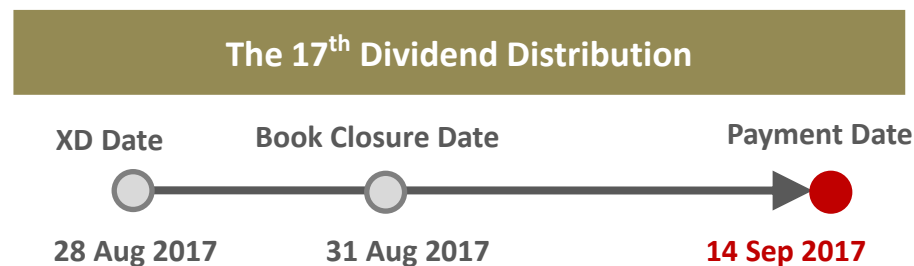 The 17th Dividend Distribution
XD Date Book Closure Date Payment Date
28 Aug 2017 31 Aug 2017 14 Sep 2017